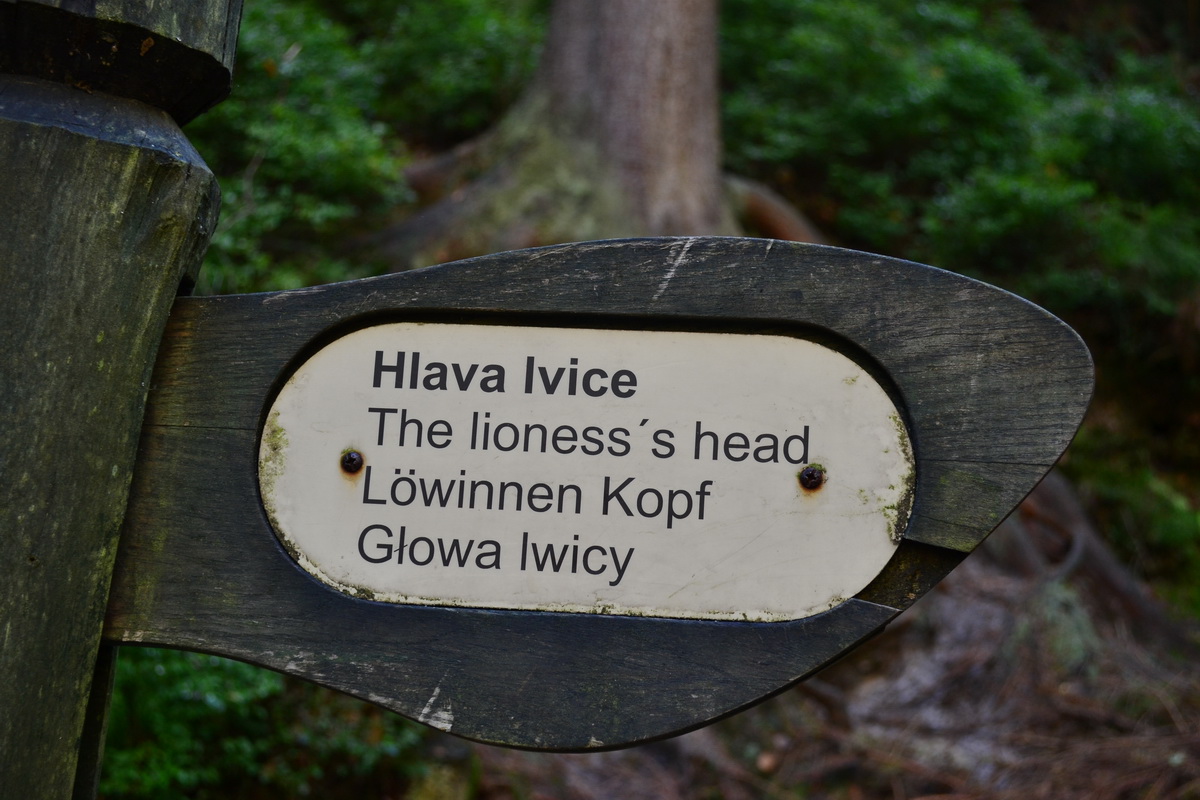 Hlava lvice
The lioness´s head
Löwinnen Kopf
Głowa lwicy